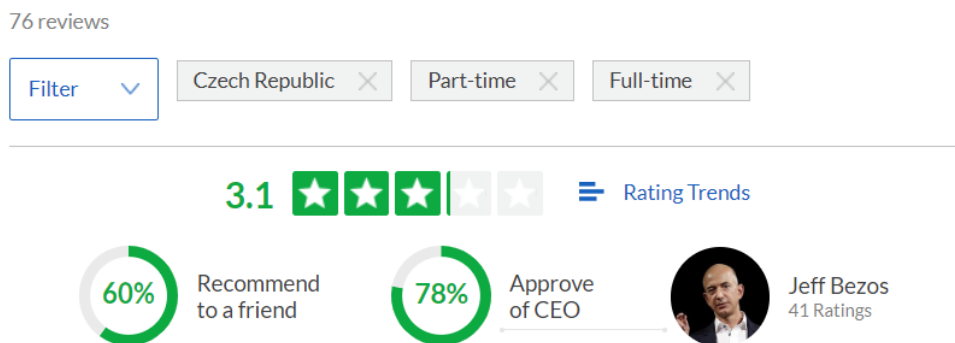 76 reviews
Filter
Czech Republic
Part-time
Full-time
3.1
Rating Trends
60%
Recommend
to a friend
78%
Approve
of CEO
Jeff Bezos
41 Ratings